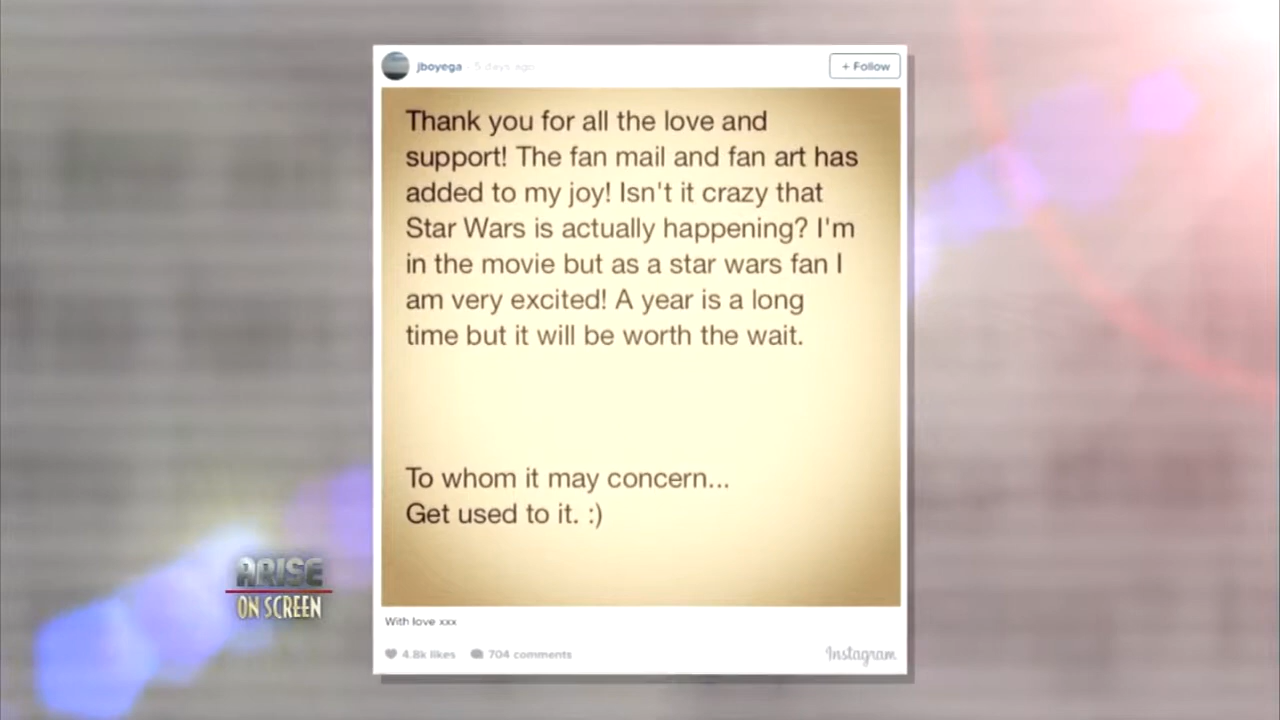 jboyega · 5 days ago
+ Follow
Thank you for all the love and
support! The fan mail and fan art has
added to my joy! Isn't it crazy that
Star Wars is actually happening? I'm
in the movie but as a star wars fan I
am very excited! A year is a long
time but it will be worth the wait.
To whom it may concern...
Get used to it. :)
With love xxx
4.8k likes
704 comments
Instagram
ARISE
ON SCREEN